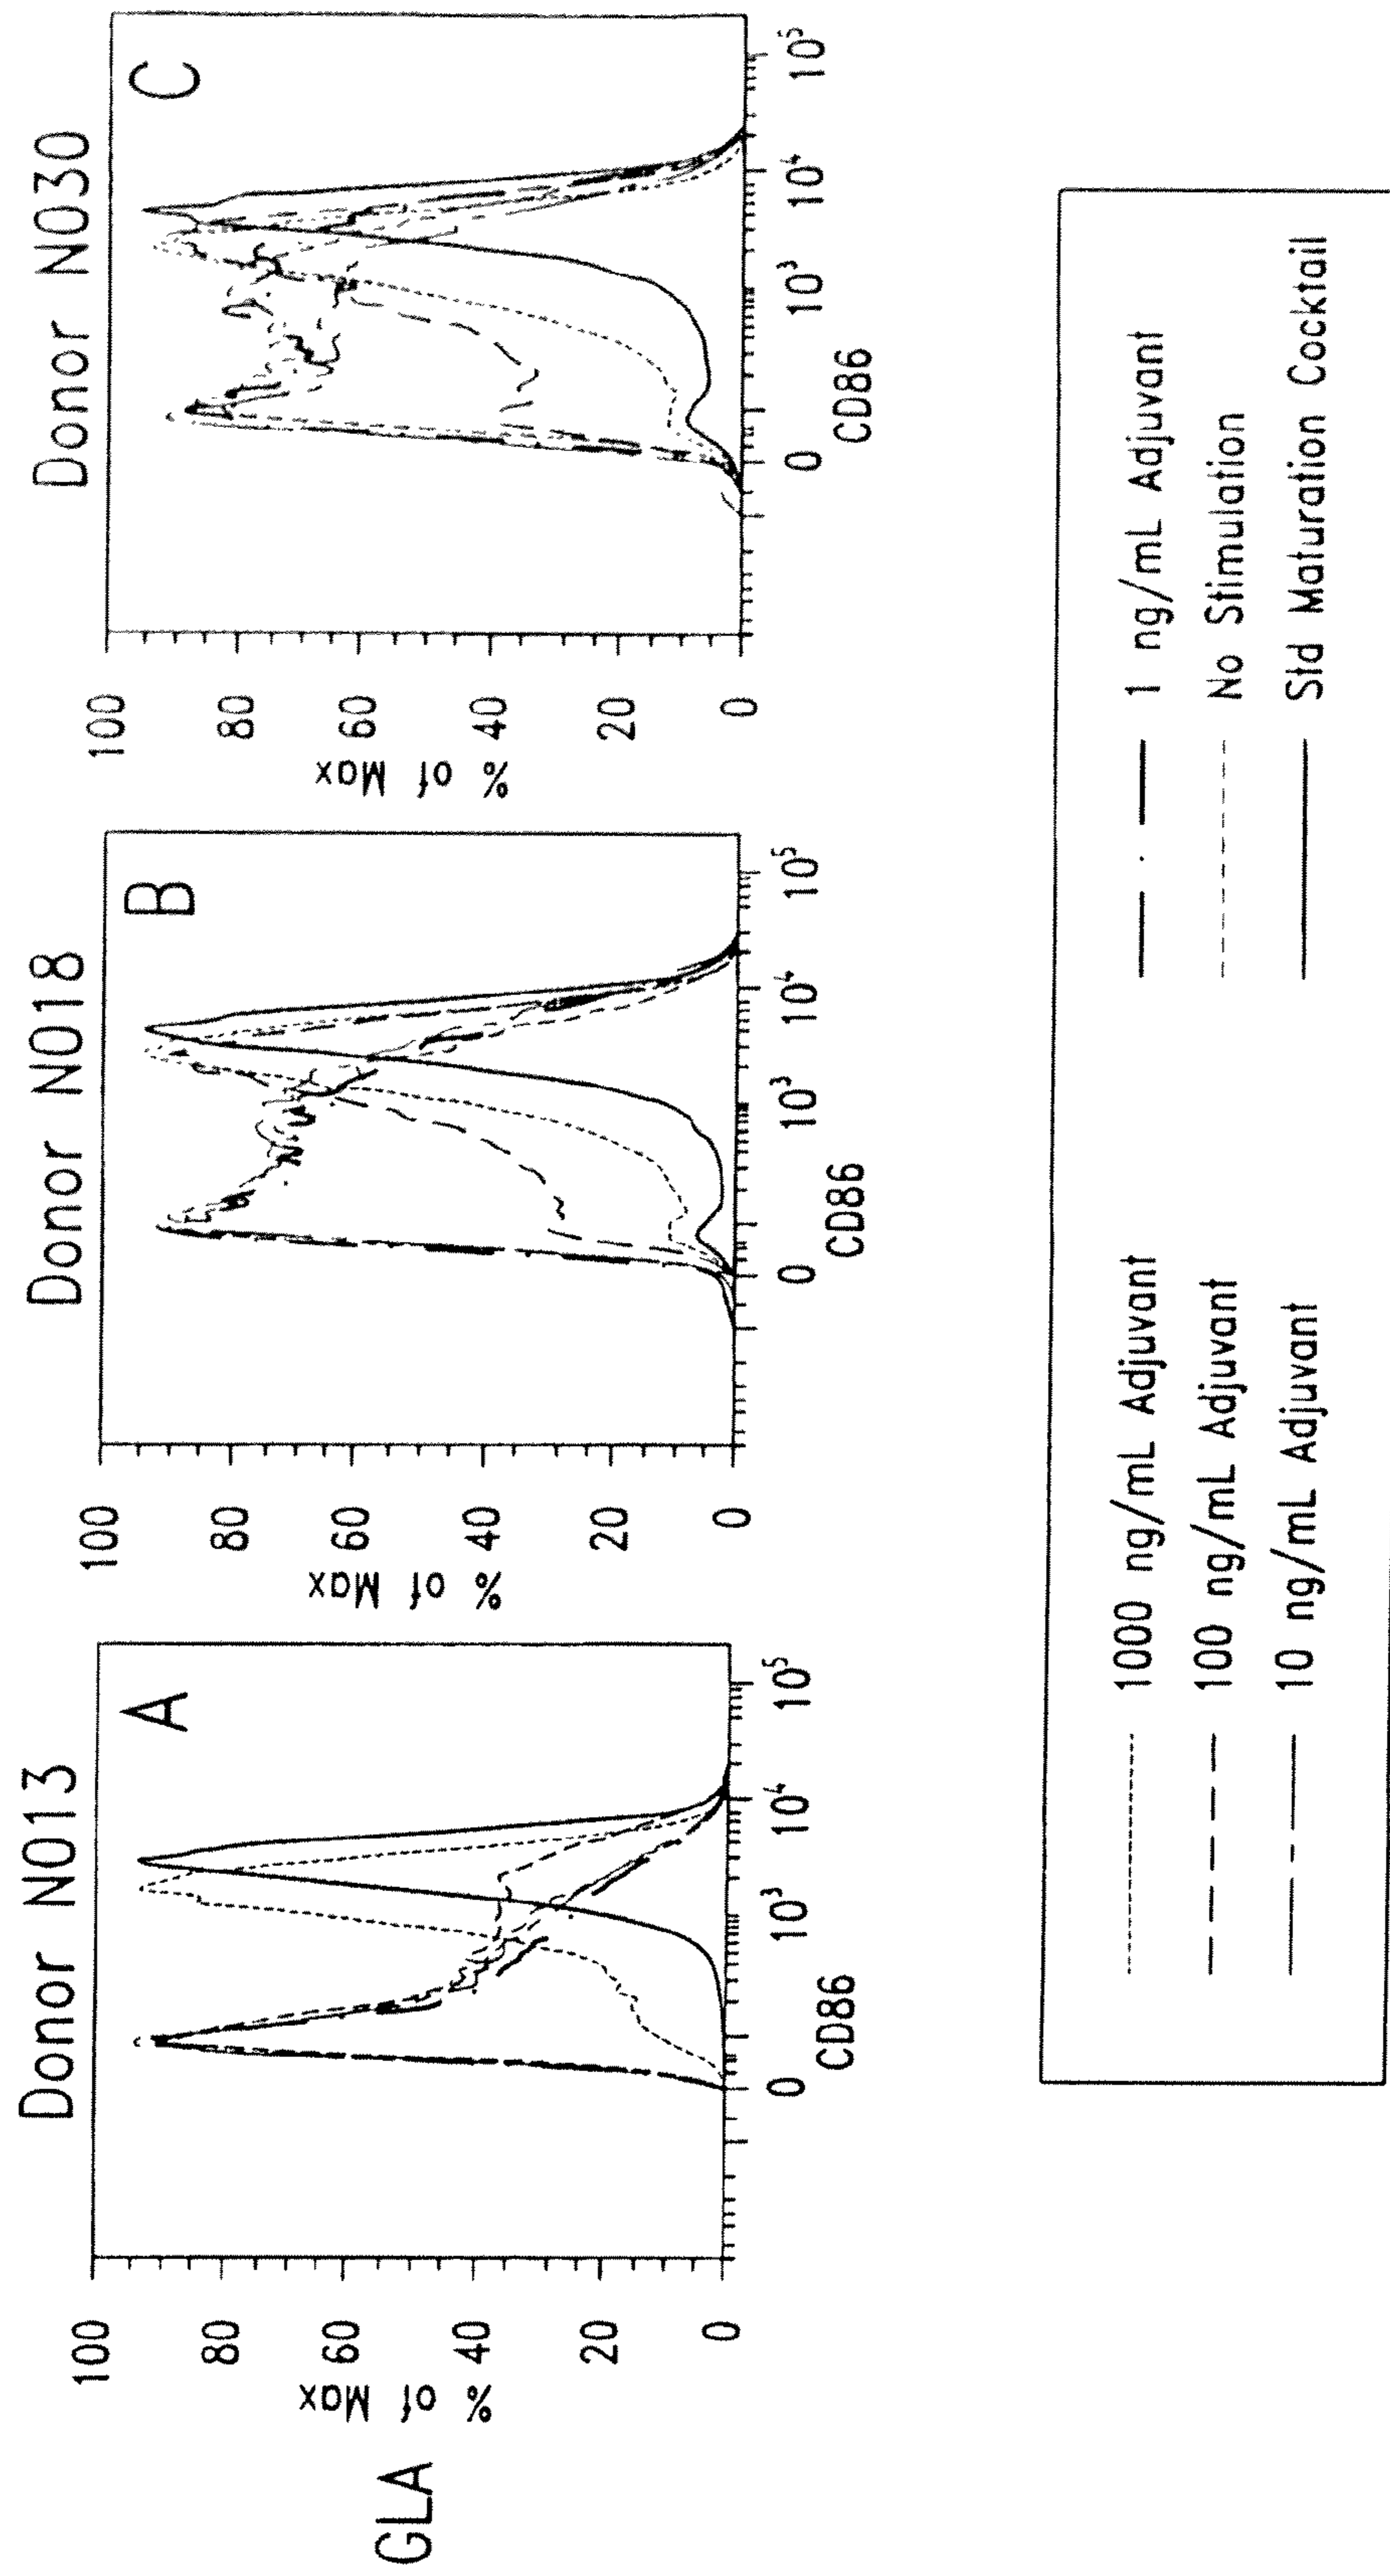 GLA
Donor N013
A
% of Max
100
80
60
40
20
0
0
10³
10⁴
10⁵
CD86
Donor N018
B
% of Max
100
80
60
40
20
0
0
10³
10⁴
10⁵
CD86
Donor N030
C
% of Max
100
80
60
40
20
0
0
10³
10⁴
10⁵
CD86
1000 ng/mL Adjuvant
100 ng/mL Adjuvant
10 ng/mL Adjuvant
1 ng/mL Adjuvant
No Stimulation
Std Maturation Cocktail